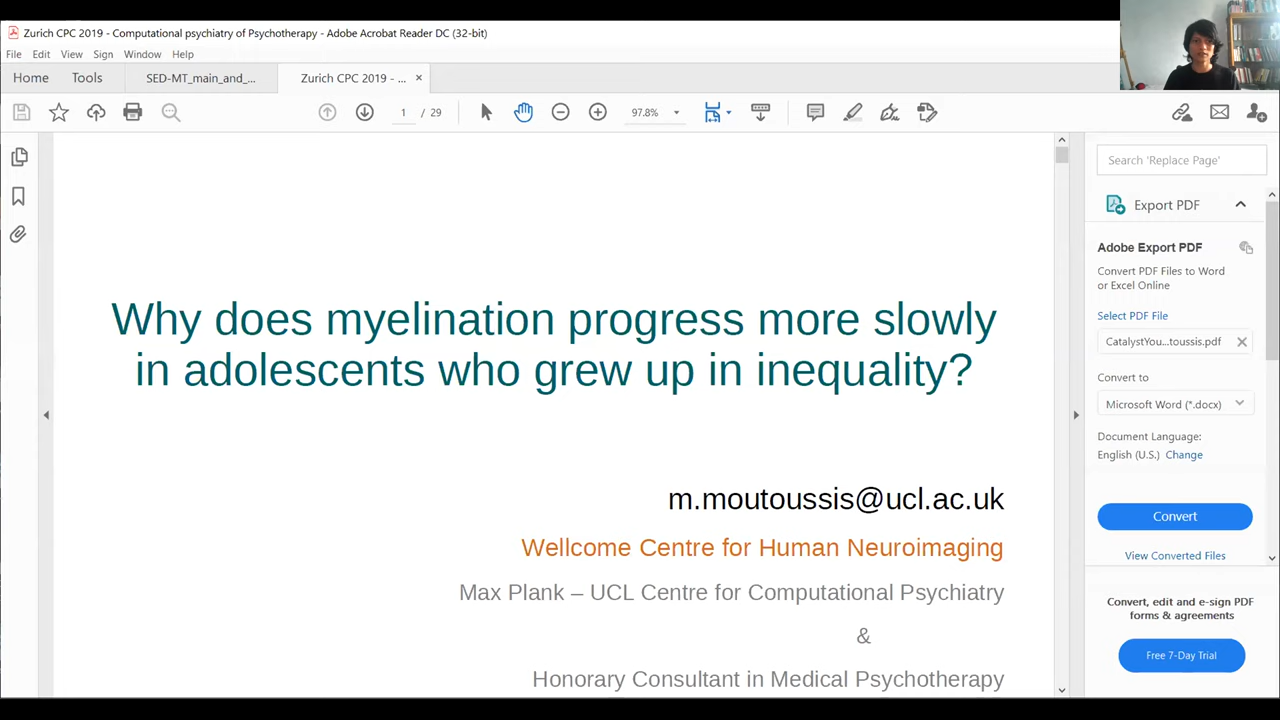 Zurich CPC 2019 - Computational psychiatry of Psychotherapy - Adobe Acrobat Reader DC (32-bit)
File Edit View Sign Window Help
Home Tools SED-MT_main_and_... Zurich CPC 2019 - ... ×
1 / 29 97.8%
Search 'Replace Page'
Export PDF
Adobe Export PDF
Convert PDF Files to Word
or Excel Online
Select PDF File
CatalystYou...toussis.pdf
Convert to
Microsoft Word (*.docx)
Document Language:
English (U.S.) Change
Convert
View Converted Files
Convert, edit and e-sign PDF
forms & agreements
Free 7-Day Trial
Why does myelination progress more slowly
in adolescents who grew up in inequality?
m.moutoussis@ucl.ac.uk
Wellcome Centre for Human Neuroimaging
Max Plank – UCL Centre for Computational Psychiatry
&
Honorary Consultant in Medical Psychotherapy